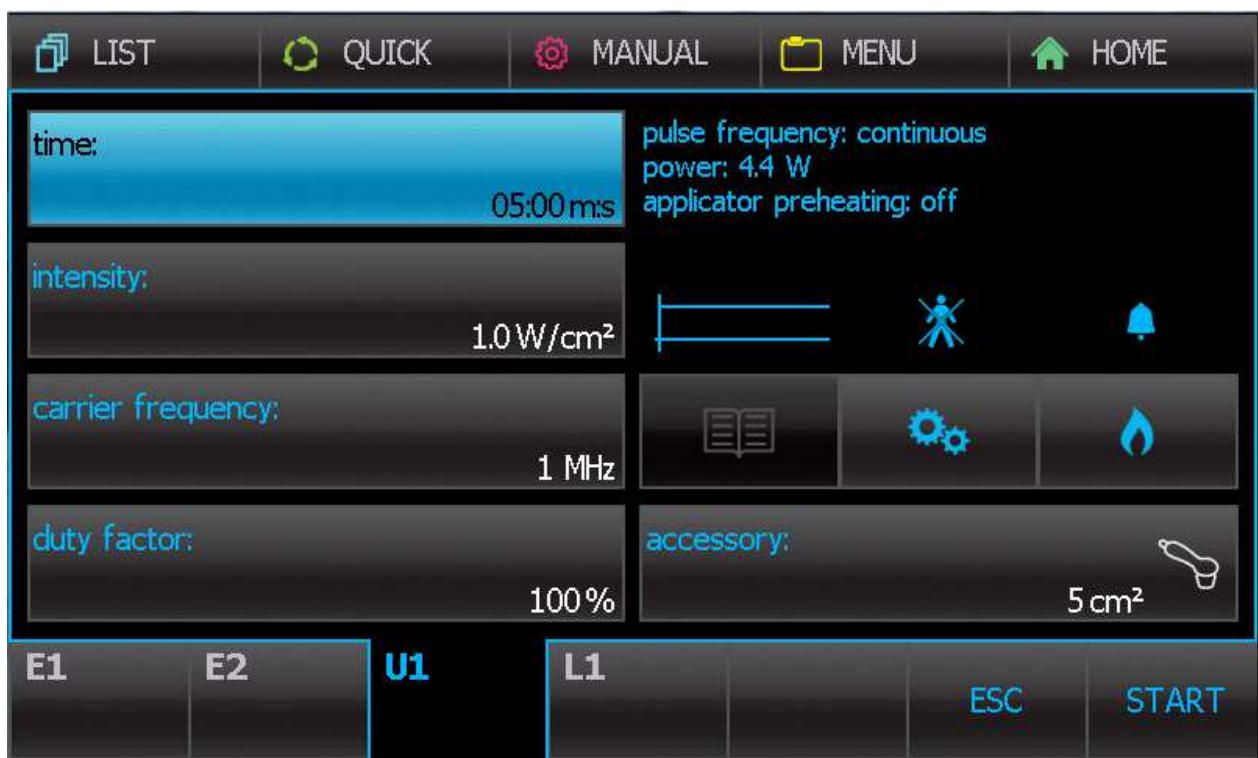 LIST QUICK MANUAL MENU HOME
time:
05:00 m:s
pulse frequency: continuous
power: 4.4 W
applicator preheating: off
intensity:
1.0 W/cm²
carrier frequency:
1 MHz
duty factor:
100 %
accessory:
5 cm²
E1 E2 U1 L1
ESC START